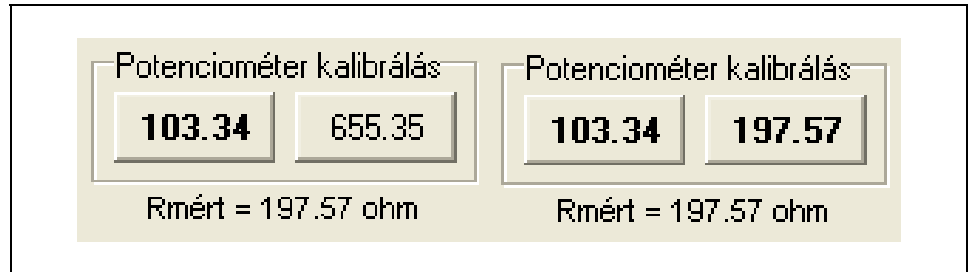 Potenciométer kalibrálás
103.34 655.35
Rmért = 197.57 ohm
Potenciométer kalibrálás
103.34 197.57
Rmért = 197.57 ohm